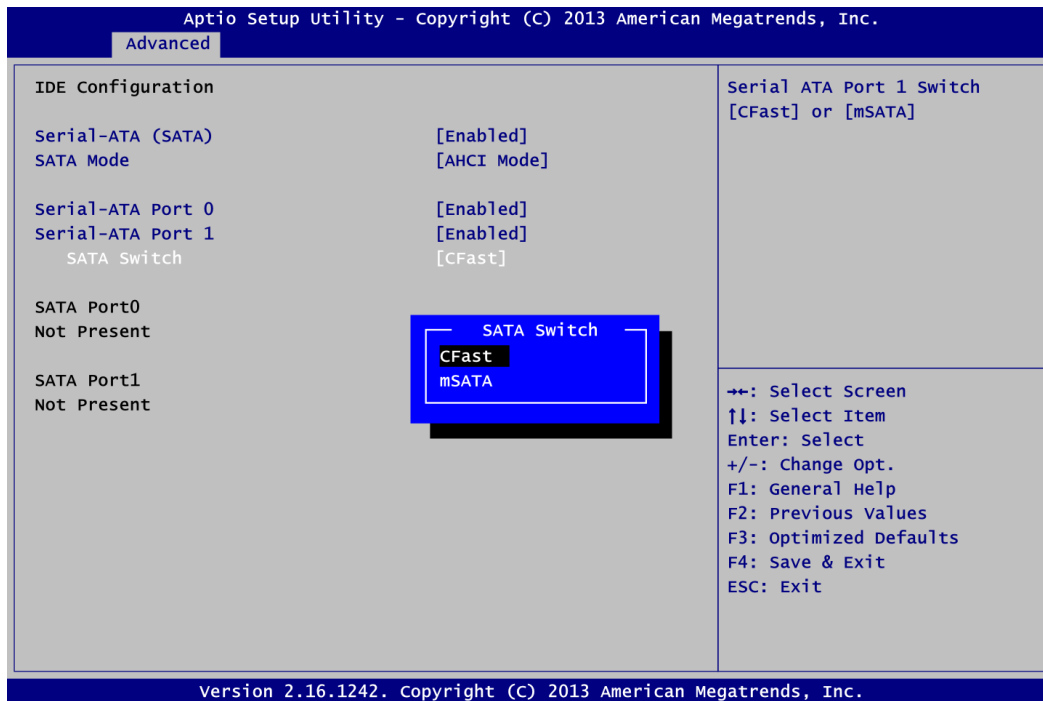 Aptio Setup Utility - Copyright (C) 2013 American Megatrends, Inc.
Advanced
IDE Configuration
Serial-ATA (SATA) [Enabled]
SATA Mode [AHCI Mode]
Serial-ATA Port 0 [Enabled]
Serial-ATA Port 1 [Enabled]
SATA Switch [CFast]
SATA Port0
Not Present
SATA Port1
Not Present
SATA Switch
CFast
mSATA
Serial ATA Port 1 Switch
[CFast] or [mSATA]
→←: Select Screen
↑↓: Select Item
Enter: Select
+/-: Change Opt.
F1: General Help
F2: Previous Values
F3: Optimized Defaults
F4: Save & Exit
ESC: Exit
Version 2.16.1242. Copyright (C) 2013 American Megatrends, Inc.